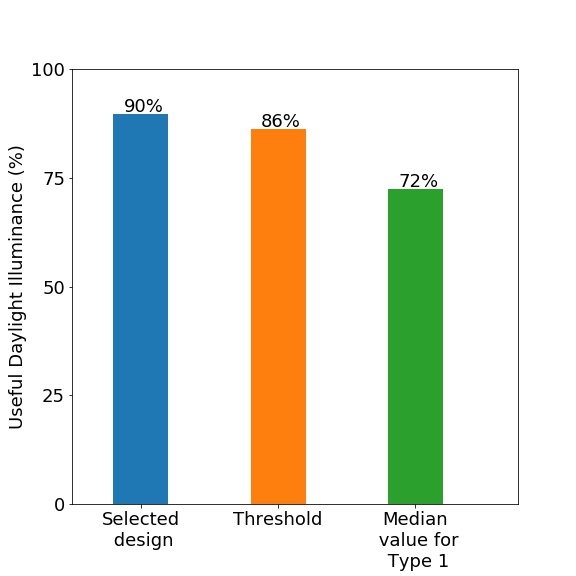 100
75
50
25
0
Useful Daylight Illuminance (%)
90%
86%
72%
Selected
design
Threshold
Median
value for
Type 1